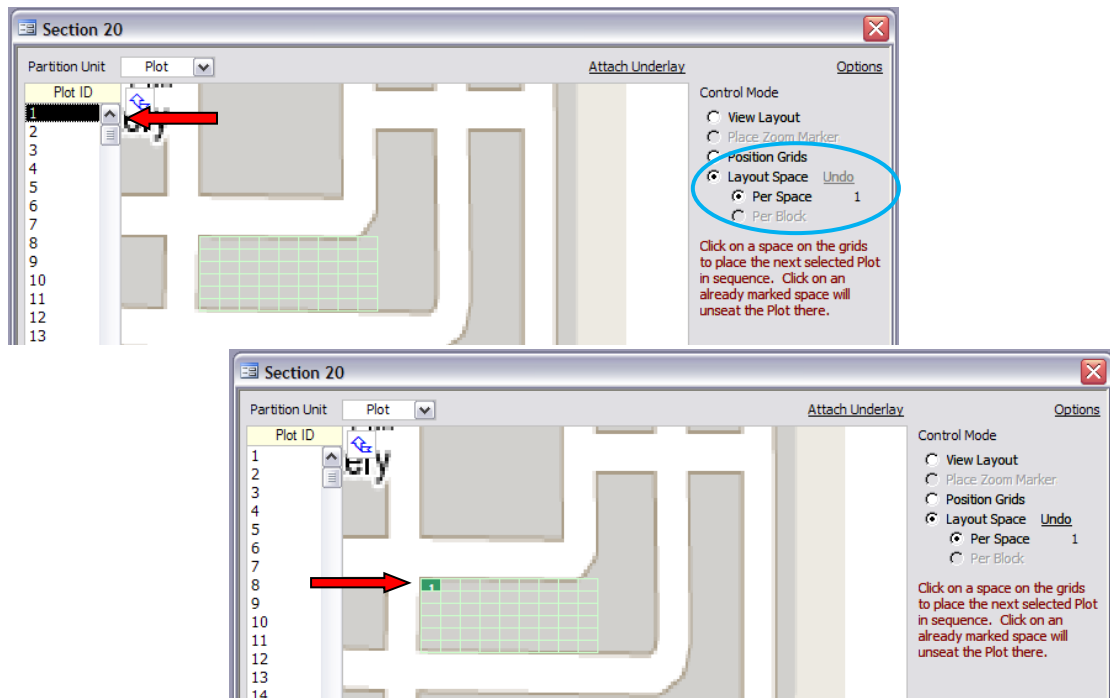 Section 20
Partition Unit Plot Attach Underlay Options
Plot ID
1
2
3
4
5
6
7
8
9
10
11
12
13
Control Mode
View Layout
Place Zoom Marker
Position Grids
Layout Space Undo
Per Space 1
Per Block
Click on a space on the grids
to place the next selected Plot
in sequence. Click on an
already marked space will
unseat the Plot there.
Section 20
Partition Unit Plot Attach Underlay Options
Plot ID
1
2
3
4
5
6
7
8
9
10
11
12
13
14
ery
1
Control Mode
View Layout
Place Zoom Marker
Position Grids
Layout Space Undo
Per Space 1
Per Block
Click on a space on the grids
to place the next selected Plot
in sequence. Click on an
already marked space will
unseat the Plot there.